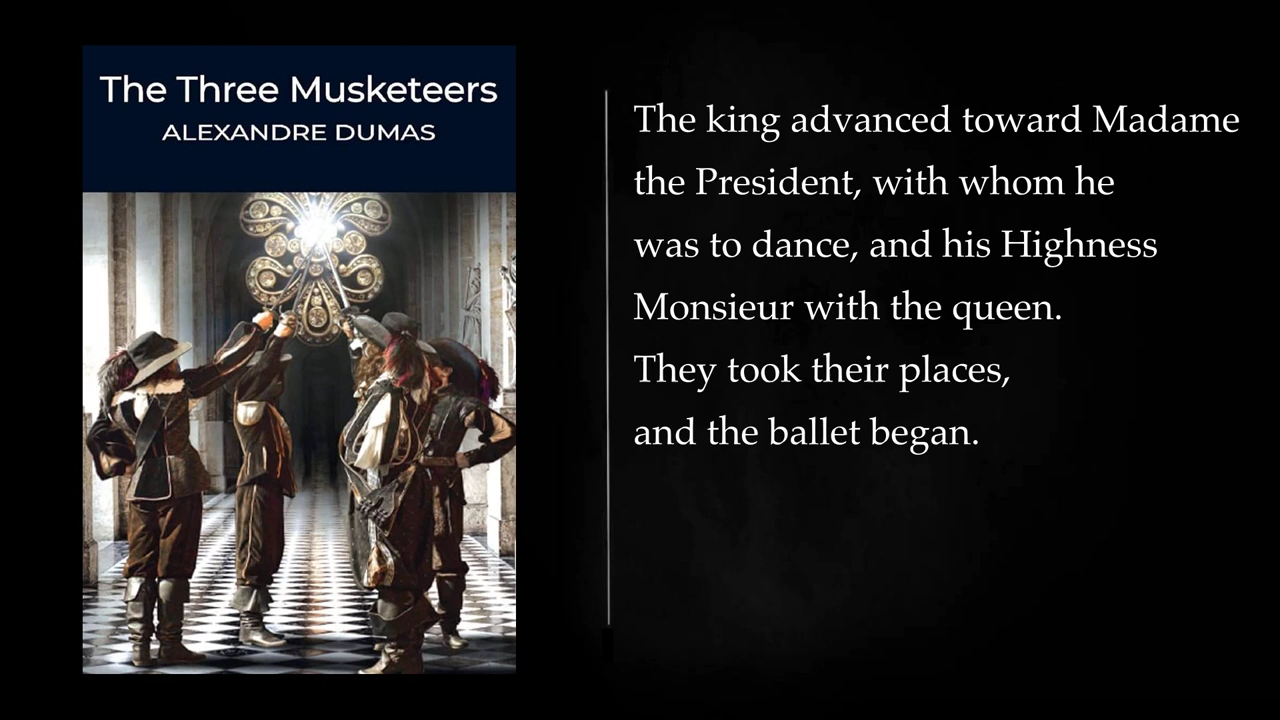 The Three Musketeers
ALEXANDRE DUMAS
The king advanced toward Madame
the President, with whom he
was to dance, and his Highness
Monsieur with the queen.
They took their places,
and the ballet began.